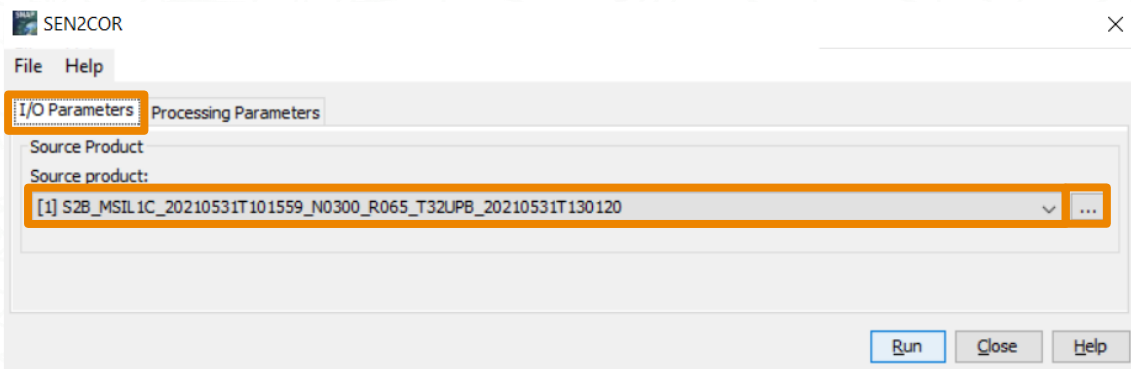 SEN2COR
File Help
I/O Parameters Processing Parameters
Source Product
Source product:
[1] S2B_MSIL1C_20210531T101559_N0300_R065_T32UPB_20210531T130120
...
Run Close Help